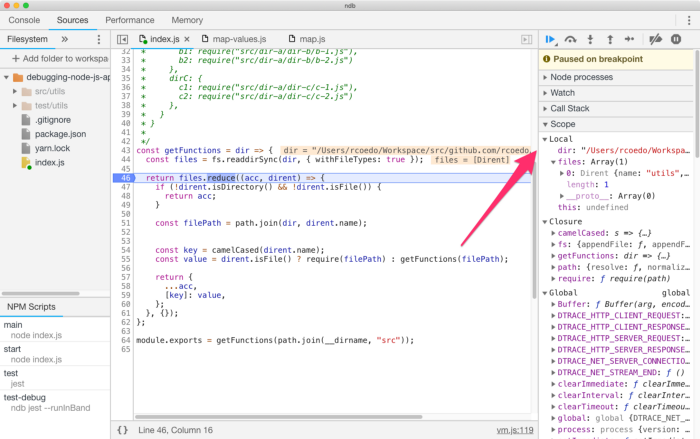 ndb
Console
Sources
Performance
Memory
Filesystem
+ Add folder to workspa
debugging-node-js-ap
src/utils
test/utils
.gitignore
package.json
yarn.lock
index.js
NPM Scripts
main
node index.js
start
node index.js
test
jest
test-debug
ndb jest --runInBand
index.js ×
map-values.js
map.js
32 * b1: require("src/dir-a/dir-b/b-1.js"),
33 * b2: require("src/dir-a/dir-b/b-2.js")
34 * },
35 * dirC: {
36 * c1: require("src/dir-a/dir-c/c-1.js"),
37 * c2: require("src/dir-a/dir-c/c-2.js")
38 * },
39 * }
40 * }
41 *
42 */
43 const getFunctions = dir => { dir = "/Users/rcoedo/Workspace/src/github.com/rcoedo
44 const files = fs.readdirSync(dir, { withFileTypes: true }); files = [Dirent]
45
46 return files.reduce((acc, dirent) => {
47 if (!dirent.isDirectory() && !dirent.isFile()) {
48 return acc;
49 }
50
51 const filePath = path.join(dir, dirent.name);
52
53
54 const key = camelCased(dirent.name);
55 const value = dirent.isFile() ? require(filePath) : getFunctions(filePath);
56
57 return {
58 ...acc,
59 [key]: value,
60 };
61 }, {});
62 };
63
64 module.exports = getFunctions(path.join(__dirname, "src"));
65
{} Line 46, Column 16
vm.js:119
Paused on breakpoint
Node processes
Watch
Call Stack
Scope
Local
dir: "/Users/rcoedo/Workspa…
files: Array(1)
0: Dirent {name: "utils",…
length: 1
__proto__: Array(0)
this: undefined
Closure
camelCased: s => {…}
fs: {appendFile: ƒ, appendF…
getFunctions: dir => {…}
path: {resolve: ƒ, normaliz…
require: ƒ require(path)
Global global
Buffer: ƒ Buffer(arg, encod…
DTRACE_HTTP_CLIENT_REQUEST:…
DTRACE_HTTP_CLIENT_RESPONSE…
DTRACE_HTTP_SERVER_REQUEST:…
DTRACE_HTTP_SERVER_RESPONSE…
DTRACE_NET_SERVER_CONNECTIO…
DTRACE_NET_STREAM_END: ƒ ()
clearImmediate: ƒ clearImme…
clearInterval: ƒ clearInter…
clearTimeout: ƒ clearTimeou…
global: global {DTRACE_NET_…
process: process {version: …